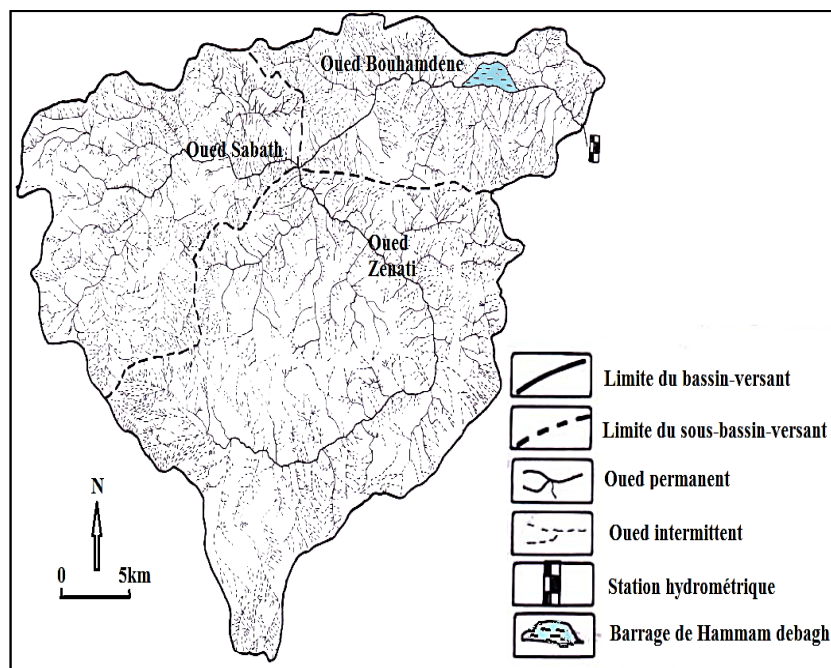 Oued Bouhamdene
Oued Sabath
Oued
Zenati
Limite du bassin-versant
Limite du sous-bassin-versant
Oued permanent
N
Oued intermittent
0 5km
Station hydrométrique
Barrage de Hammam debagh